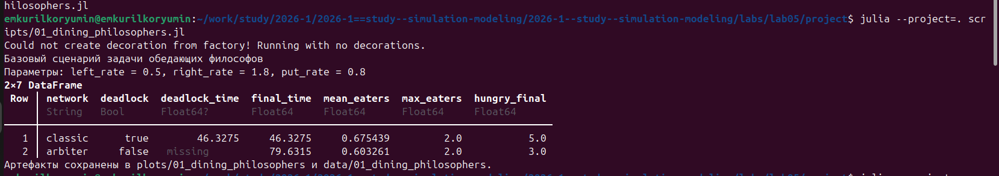 hilosophers.jl
emkurilkoryumin@emkurilkoryumin:~/work/study/2026-1/2026-1==study--simulation-modeling/2026-1--study--simulation-modeling/labs/lab05/project$ julia --project=. scr
ipts/01_dining_philosophers.jl
Could not create decoration from factory! Running with no decorations.
Базовый сценарий задачи обедающих философов
Параметры: left_rate = 0.5, right_rate = 1.8, put_rate = 0.8
2×7 DataFrame
Row network deadlock deadlock_time final_time mean_eaters max_eaters hungry_final
String Bool Float64? Float64 Float64 Float64 Float64
1 classic true 46.3275 46.3275 0.675439 2.0 5.0
2 arbiter false missing 79.6315 0.603261 2.0 3.0
Артефакты сохранены в plots/01_dining_philosophers и data/01_dining_philosophers.